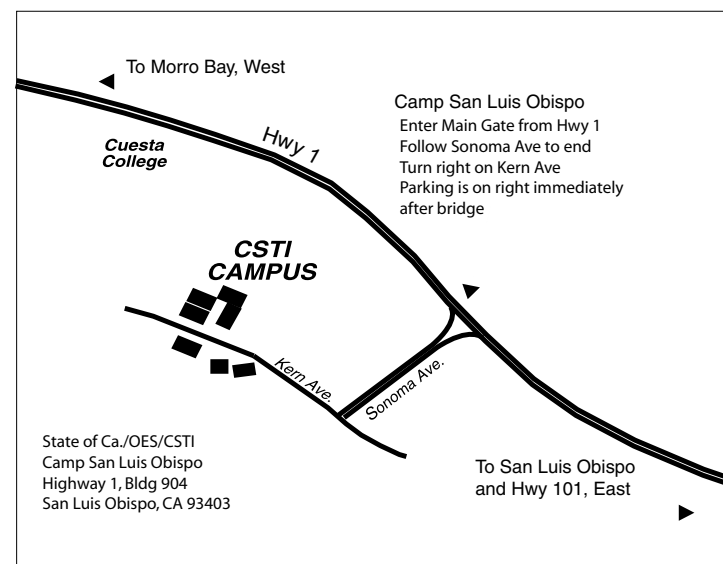 To Morro Bay, West
Camp San Luis Obispo
Enter Main Gate from Hwy 1
Follow Sonoma Ave to end
Turn right on Kern Ave
Parking is on right immediately
after bridge
Hwy 1
Cuesta
College
CSTI
CAMPUS
Kern Ave.
Sonoma Ave.
State of Ca./OES/CSTI
Camp San Luis Obispo
Highway 1, Bldg 904
San Luis Obispo, CA 93403
To San Luis Obispo
and Hwy 101, East